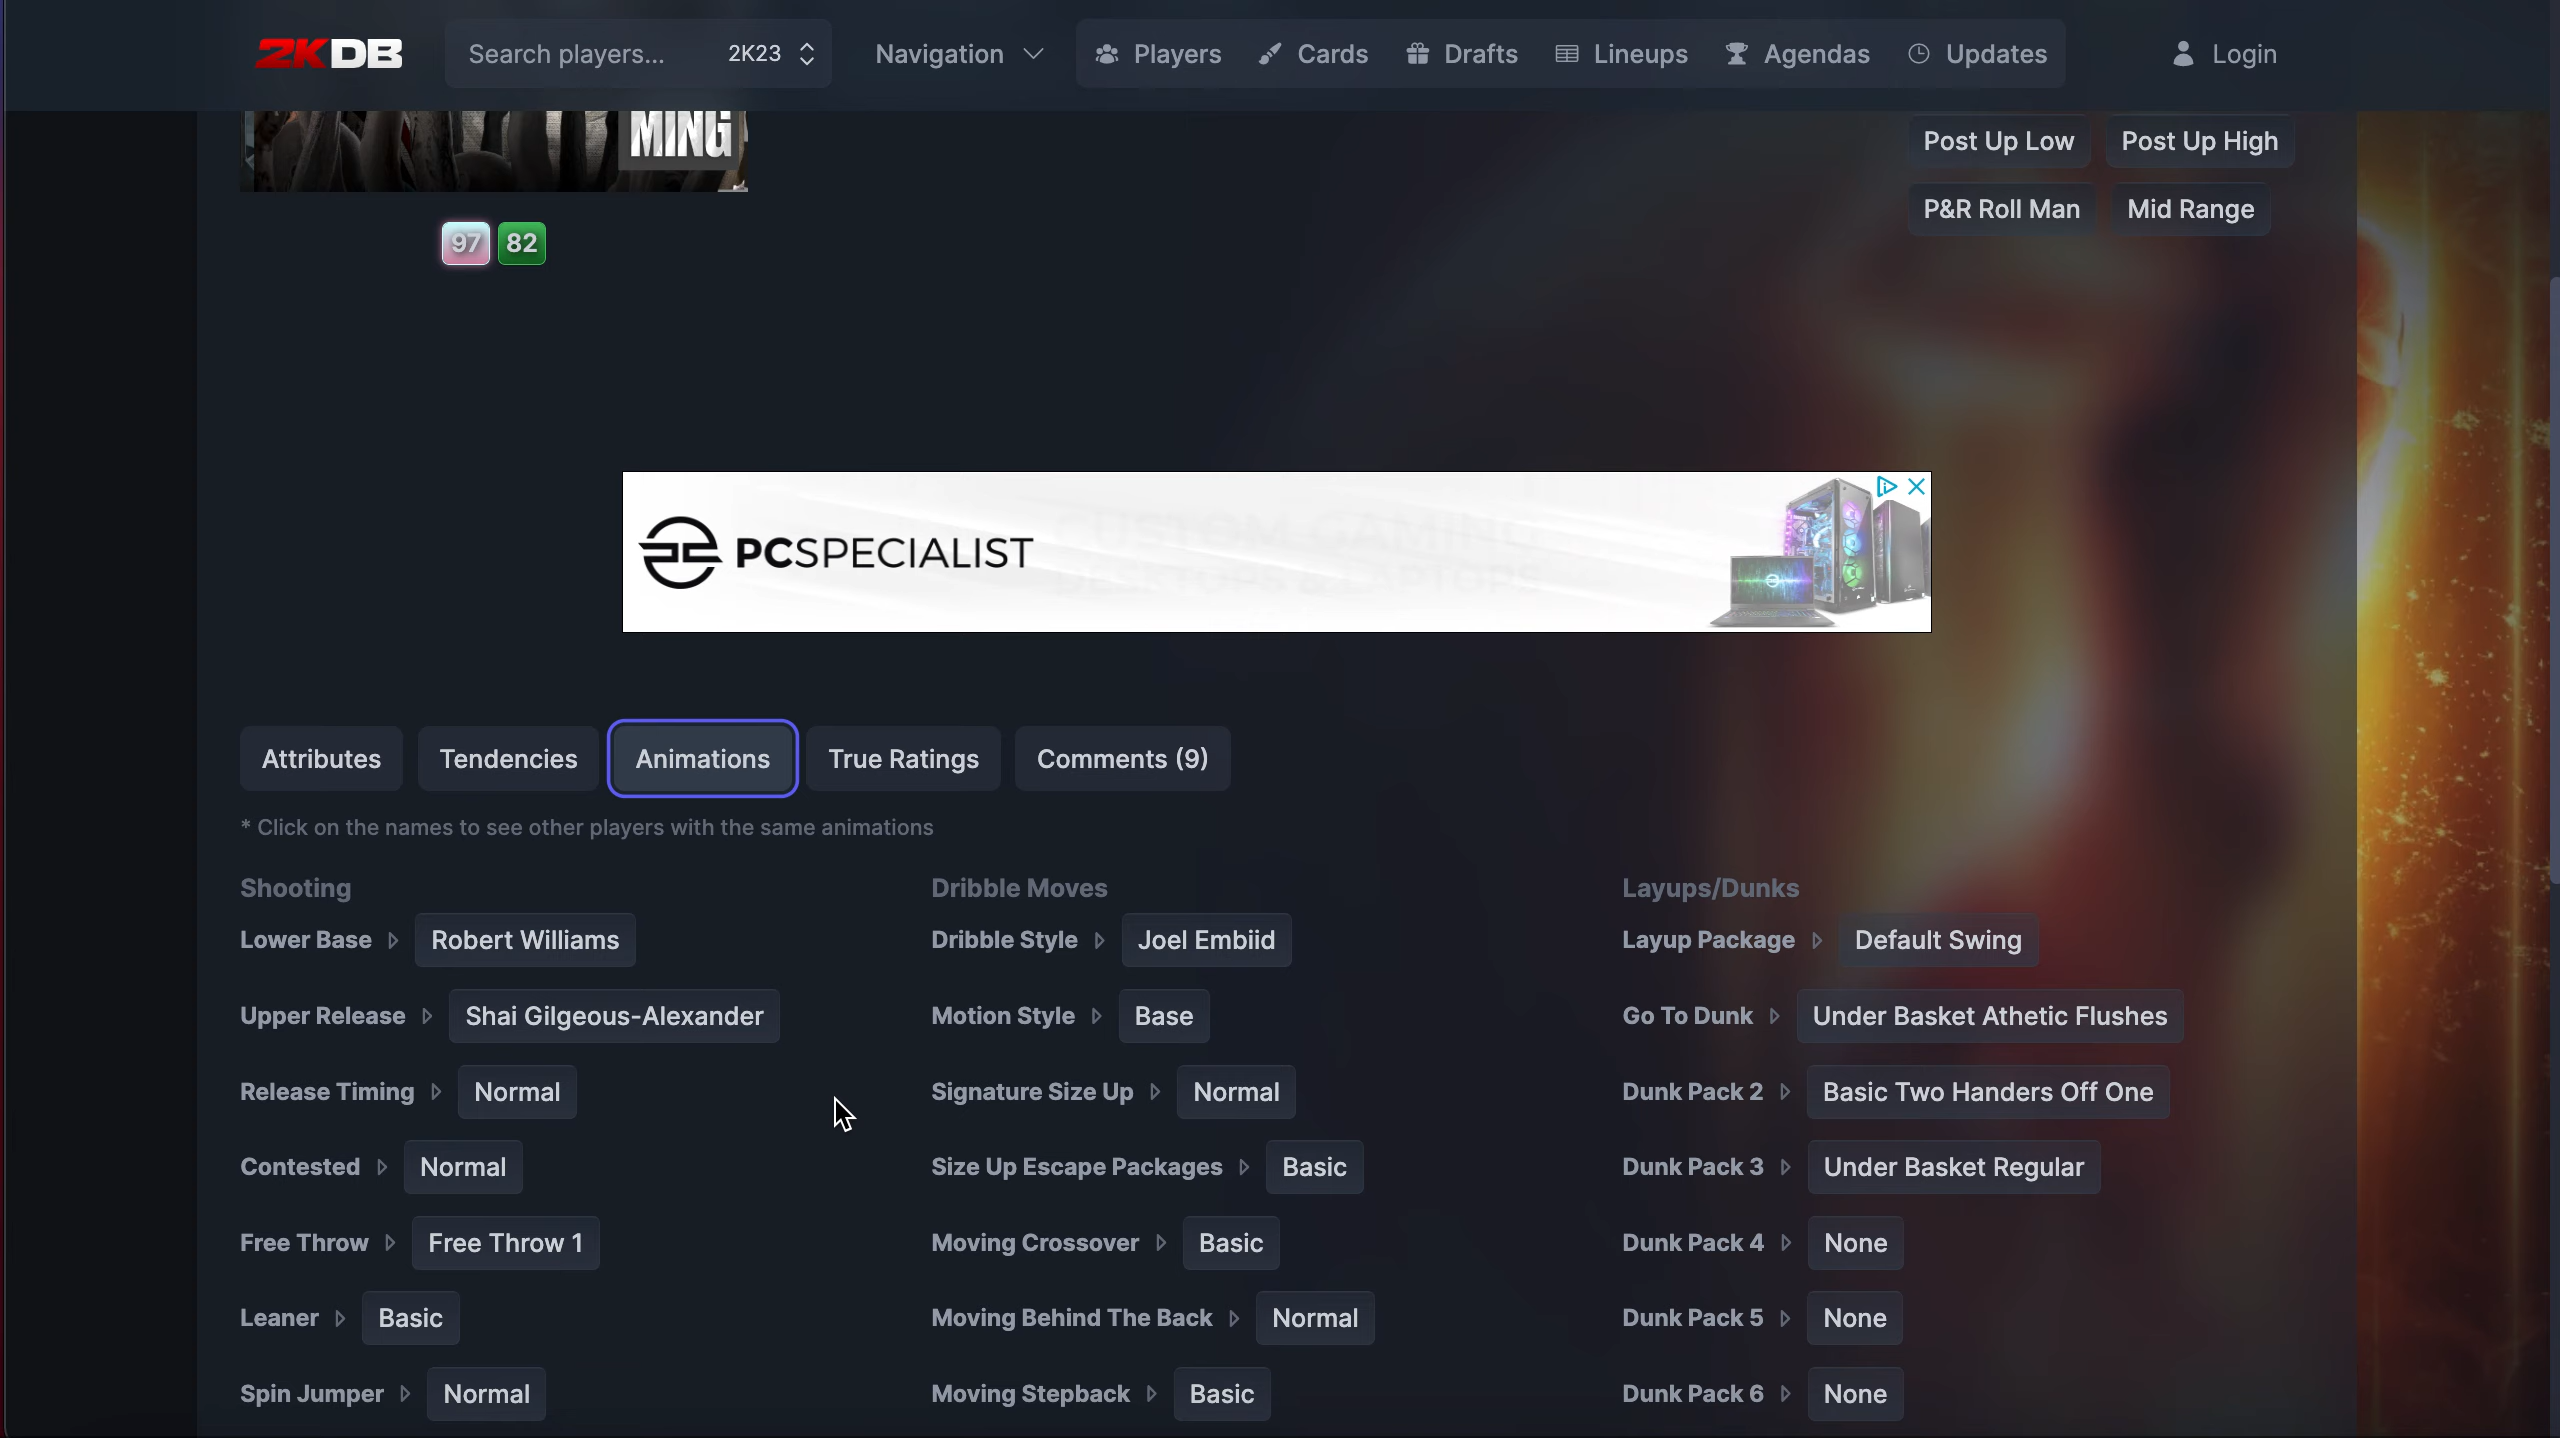 2KDB
Search players...
2K23
Navigation
Players
Cards
Drafts
Lineups
Agendas
Updates
Login
MING
Post Up Low
Post Up High
P&R Roll Man
Mid Range
97
82
PCSPECIALIST
CUSTOM GAMING
DESKTOPS & LAPTOPS
Attributes
Tendencies
Animations
True Ratings
Comments (9)
* Click on the names to see other players with the same animations
Shooting
Lower Base
Robert Williams
Upper Release
Shai Gilgeous-Alexander
Release Timing
Normal
Contested
Normal
Free Throw
Free Throw 1
Leaner
Basic
Spin Jumper
Normal
Dribble Moves
Dribble Style
Joel Embiid
Motion Style
Base
Signature Size Up
Normal
Size Up Escape Packages
Basic
Moving Crossover
Basic
Moving Behind The Back
Normal
Moving Stepback
Basic
Layups/Dunks
Layup Package
Default Swing
Go To Dunk
Under Basket Athetic Flushes
Dunk Pack 2
Basic Two Handers Off One
Dunk Pack 3
Under Basket Regular
Dunk Pack 4
None
Dunk Pack 5
None
Dunk Pack 6
None